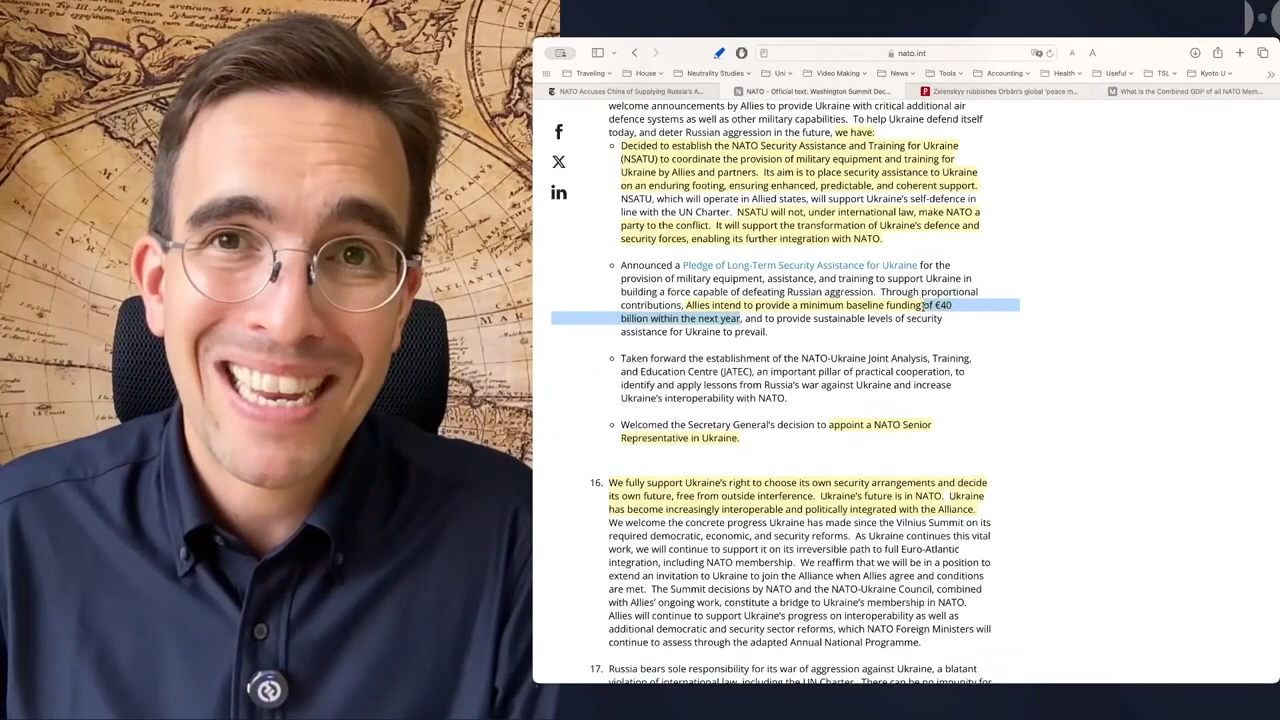 nato.int
A A
Traveling House Neutrality Studies Uni Video Making News Tools Accounting Health Useful TSL Kyoto U
NATO Accuses China of Supplying Russia's A... NATO - Official text: Washington Summit Dec... Zelenskyy rubbishes Orbán's global 'peace m... What is the Combined GDP of all NATO Mem...
welcome announcements by Allies to provide Ukraine with critical additional air
defence systems as well as other military capabilities. To help Ukraine defend itself
today, and deter Russian aggression in the future, we have:
Decided to establish the NATO Security Assistance and Training for Ukraine
(NSATU) to coordinate the provision of military equipment and training for
Ukraine by Allies and partners. Its aim is to place security assistance to Ukraine
on an enduring footing, ensuring enhanced, predictable, and coherent support.
NSATU, which will operate in Allied states, will support Ukraine's self-defence in
line with the UN Charter. NSATU will not, under international law, make NATO a
party to the conflict. It will support the transformation of Ukraine's defence and
security forces, enabling its further integration with NATO.
Announced a Pledge of Long-Term Security Assistance for Ukraine for the
provision of military equipment, assistance, and training to support Ukraine in
building a force capable of defeating Russian aggression. Through proportional
contributions, Allies intend to provide a minimum baseline funding of €40
billion within the next year, and to provide sustainable levels of security
assistance for Ukraine to prevail.
Taken forward the establishment of the NATO-Ukraine Joint Analysis, Training,
and Education Centre (JATEC), an important pillar of practical cooperation, to
identify and apply lessons from Russia's war against Ukraine and increase
Ukraine's interoperability with NATO.
Welcomed the Secretary General's decision to appoint a NATO Senior
Representative in Ukraine.
16. We fully support Ukraine's right to choose its own security arrangements and decide
its own future, free from outside interference. Ukraine's future is in NATO. Ukraine
has become increasingly interoperable and politically integrated with the Alliance.
We welcome the concrete progress Ukraine has made since the Vilnius Summit on its
required democratic, economic, and security reforms. As Ukraine continues this vital
work, we will continue to support it on its irreversible path to full Euro-Atlantic
integration, including NATO membership. We reaffirm that we will be in a position to
extend an invitation to Ukraine to join the Alliance when Allies agree and conditions
are met. The Summit decisions by NATO and the NATO-Ukraine Council, combined
with Allies' ongoing work, constitute a bridge to Ukraine's membership in NATO.
Allies will continue to support Ukraine's progress on interoperability as well as
additional democratic and security sector reforms, which NATO Foreign Ministers will
continue to assess through the adapted Annual National Programme.
17. Russia bears sole responsibility for its war of aggression against Ukraine, a blatant
violation of international law, including the UN Charter. There can be no impunity for